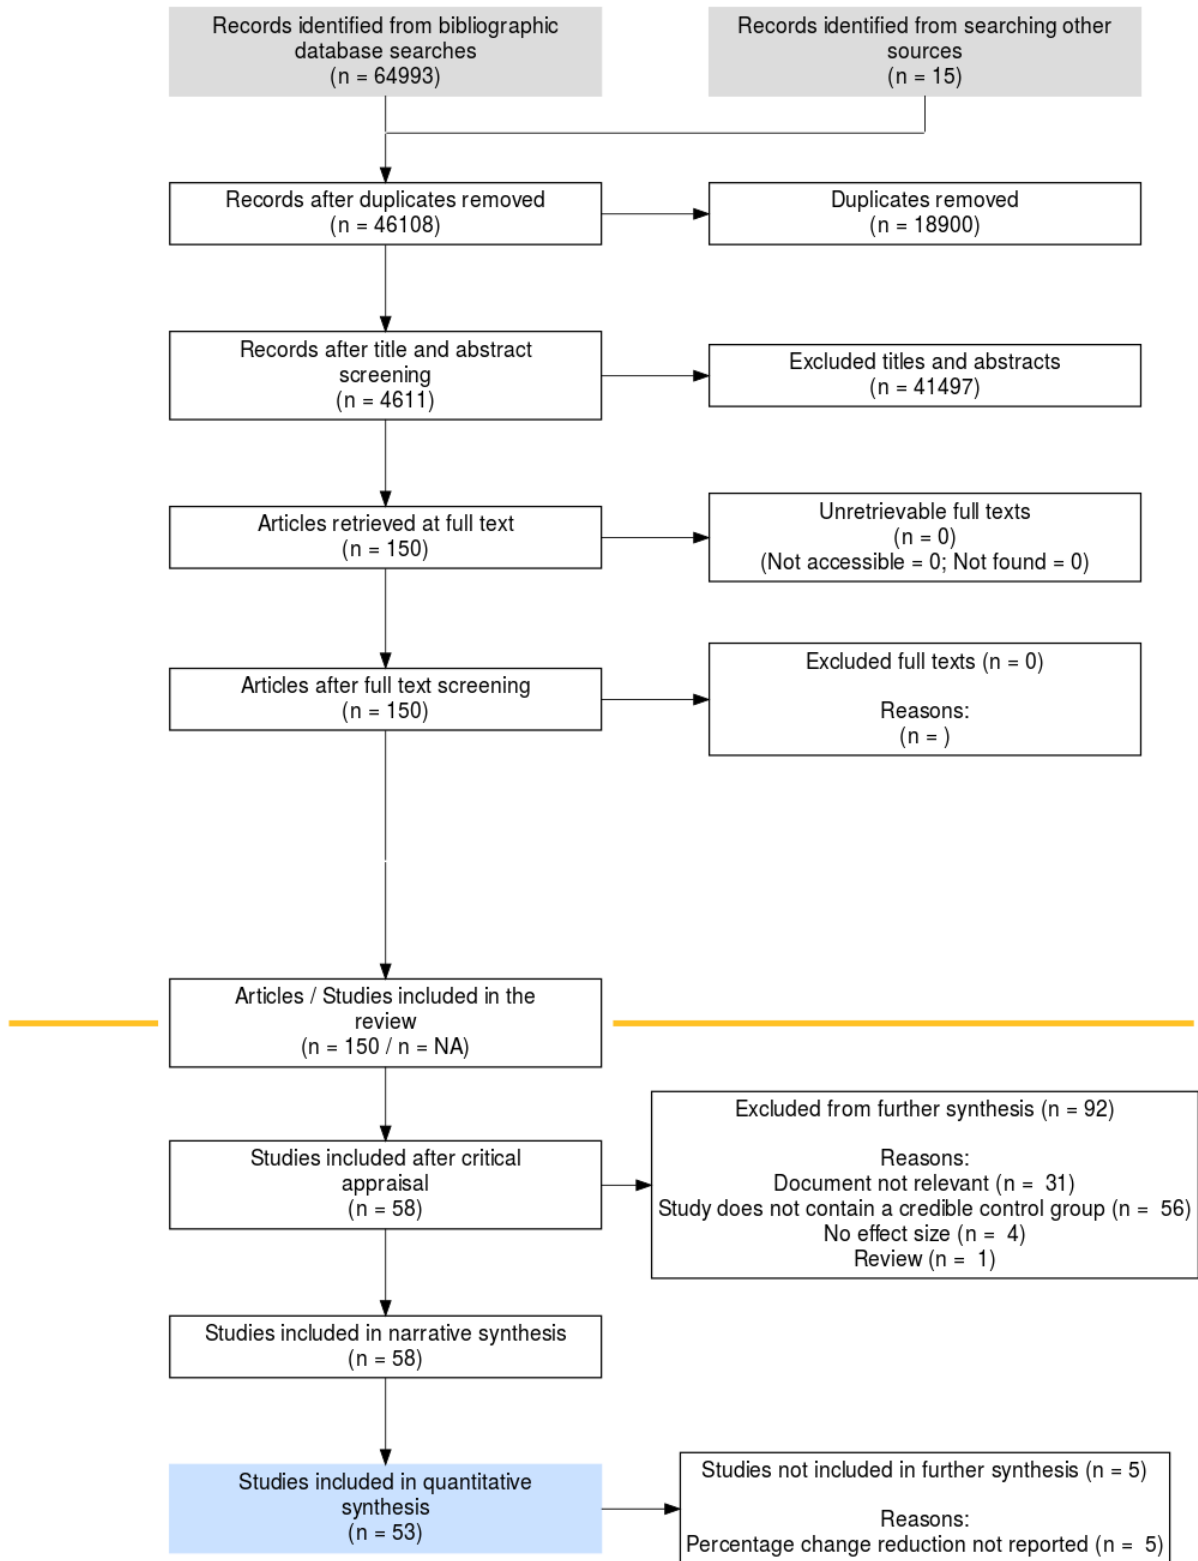 Records identified from bibliographic
database searches
(n = 64993)
Records identified from searching other
sources
(n = 15)
Records after duplicates removed
(n = 46108)
Duplicates removed
(n = 18900)
Records after title and abstract
screening
(n = 4611)
Excluded titles and abstracts
(n = 41497)
Articles retrieved at full text
(n = 150)
Unretrievable full texts
(n = 0)
(Not accessible = 0; Not found = 0)
Articles after full text screening
(n = 150)
Excluded full texts (n = 0)
Reasons:
(n = )
Articles / Studies included in the
review
(n = 150 / n = NA)
Studies included after critical
appraisal
(n = 58)
Excluded from further synthesis (n = 92)
Reasons:
Document not relevant (n =  31)
Study does not contain a credible control group (n =  56)
No effect size (n =  4)
Review (n =  1)
Studies included in narrative synthesis
(n = 58)
Studies included in quantitative
synthesis
(n = 53)
Studies not included in further synthesis (n = 5)
Reasons:
Percentage change reduction not reported (n =  5)